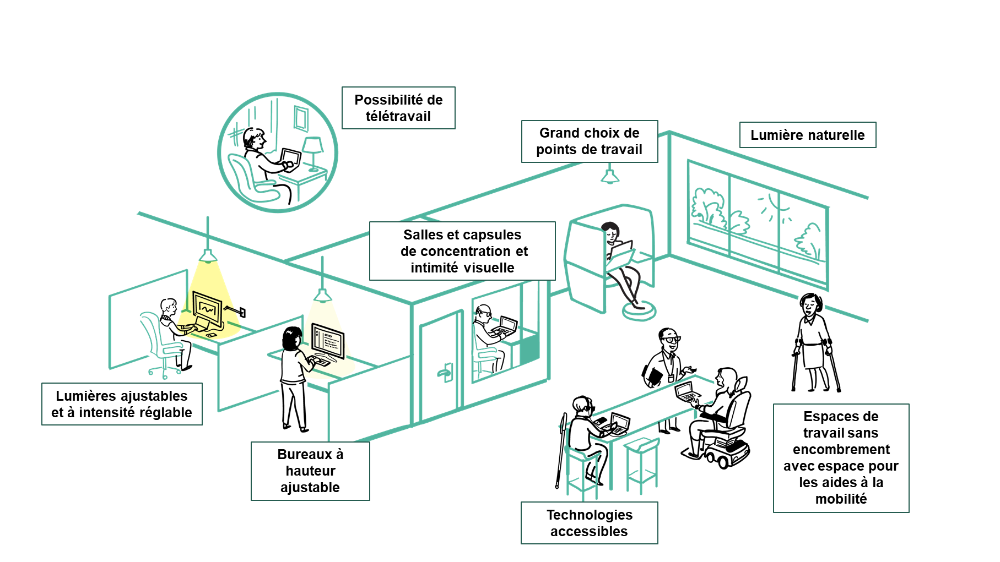 Possibilité de
télétravail
Grand choix de
points de travail
Lumière naturelle
Salles et capsules
de concentration et
intimité visuelle
Lumières ajustables
et à intensité réglable
Bureaux à
hauteur
ajustable
Espaces de
travail sans
encombrement
avec espace pour
les aides à la
mobilité
Technologies
accessibles